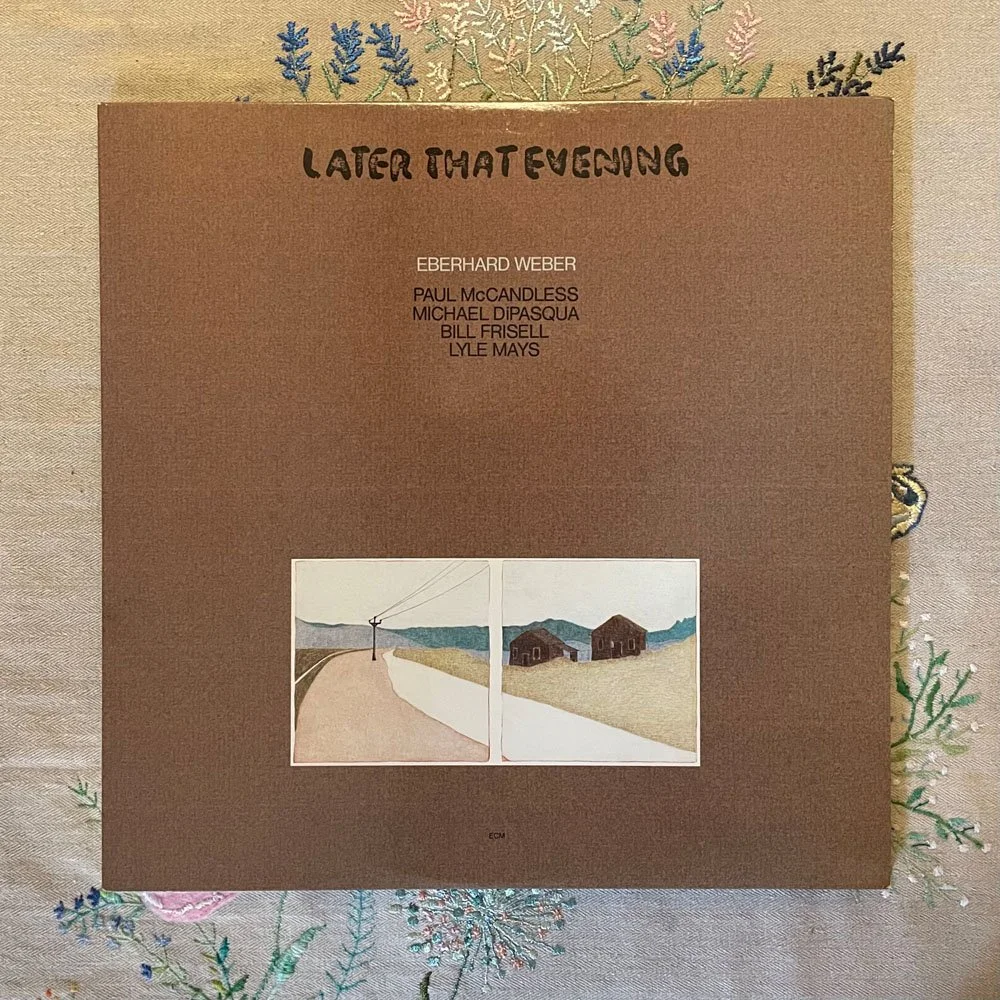 LATER THAT EVENING
EBERHARD WEBER
PAUL McCANDLESS
MICHAEL DiPASQUA
BILL FRISELL
LYLE MAYS
ECM